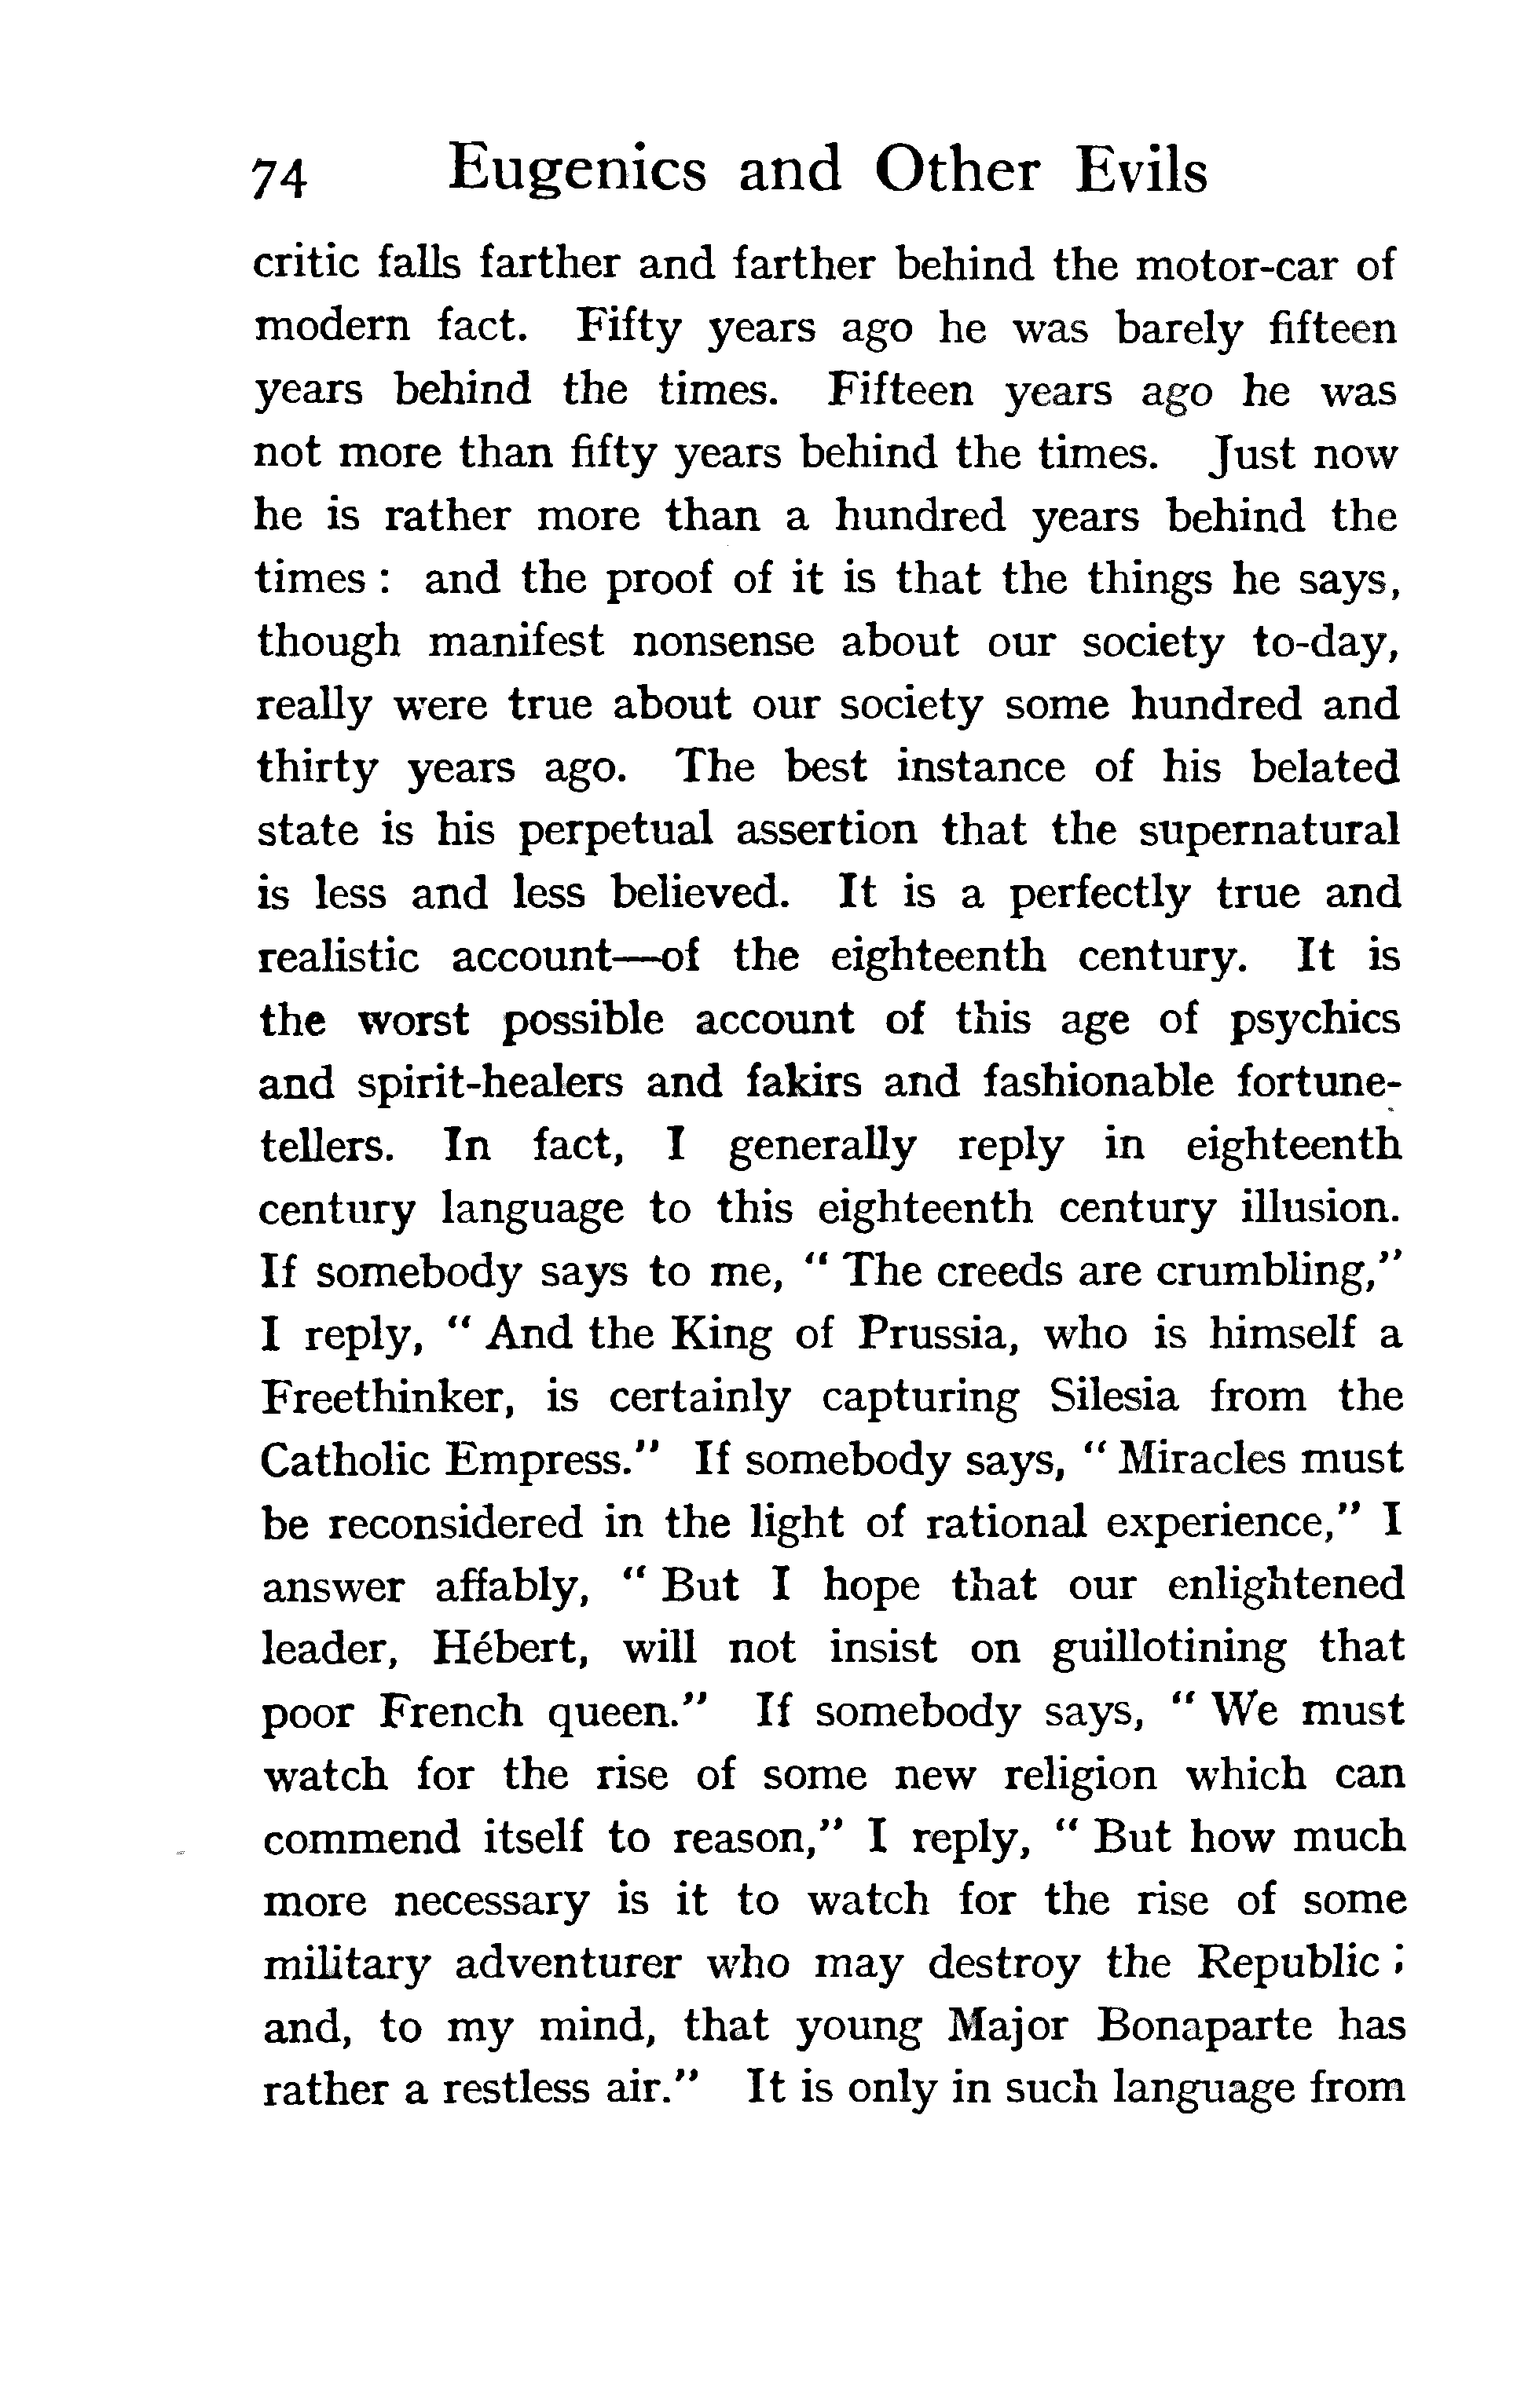 74 Eugenics and Other Evils
critic falls farther and farther behind the motor-car of
modern fact. Fifty years ago he was barely fifteen
years behind the times. Fifteen years ago he was
not more than fifty years behind the times. Just now
he is rather more than a hundred years behind the
times : and the proof of it is that the things he says,
though manifest nonsense about our society to-day,
really were true about our society some hundred and
thirty years ago. The best instance of his belated
state is his perpetual assertion that the supernatural
is less and less believed. It is a perfectly true and
realistic account—of the eighteenth century. It is
the worst possible account of this age of psychics
and spirit-healers and fakirs and fashionable fortune-
tellers. In fact, I generally reply in eighteenth
century language to this eighteenth century illusion.
If somebody says to me, “ The creeds are crumbling,”
I reply, “ And the King of Prussia, who is himself a
Freethinker, is certainly capturing Silesia from the
Catholic Empress.” If somebody says, “ Miracles must
be reconsidered in the light of rational experience,” I
answer affably, “ But I hope that our enlightened
leader, Hébert, will not insist on guillotining that
poor French queen.” If somebody says, “ We must
watch for the rise of some new religion which can
commend itself to reason,” I reply, “ But how much
more necessary is it to watch for the rise of some
military adventurer who may destroy the Republic ;
and, to my mind, that young Major Bonaparte has
rather a restless air.” It is only in such language from